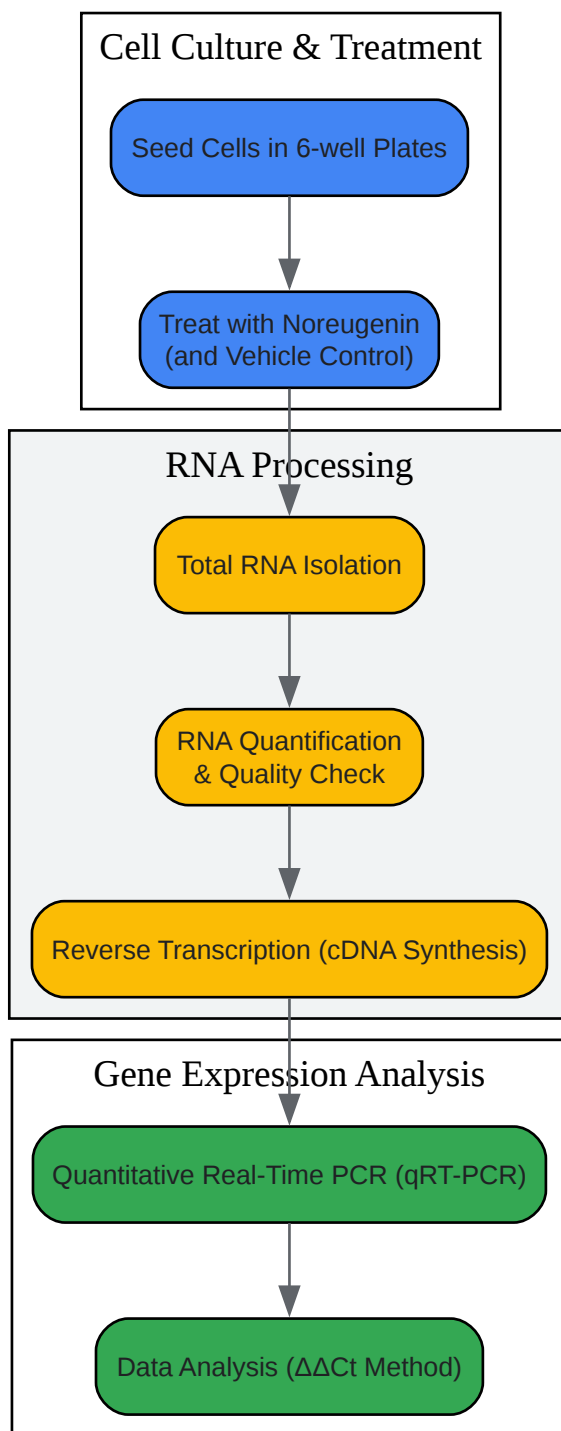 Cell Culture & Treatment
Seed Cells in 6-well Plates
Treat with Noreugenin
(and Vehicle Control)
RNA Processing
Total RNA Isolation
RNA Quantification
& Quality Check
Reverse Transcription (cDNA Synthesis)
Gene Expression Analysis
Quantitative Real-Time PCR (qRT-PCR)
Data Analysis (ΔΔCt Method)